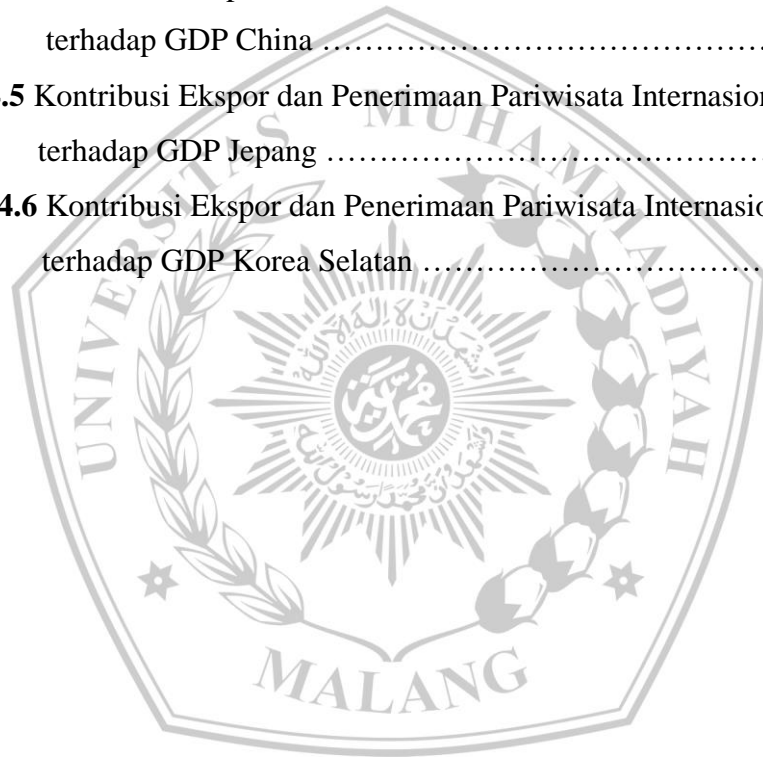 terhadap GDP China ……………………………………
.5 Kontribusi Ekspor dan Penerimaan Pariwisata Internasion
terhadap GDP Jepang ………………………….………
4.6 Kontribusi Ekspor dan Penerimaan Pariwisata Internasio
terhadap GDP Korea Selatan ……………………………
UNIVERSITAS MUHAMMADIYAH
MALANG